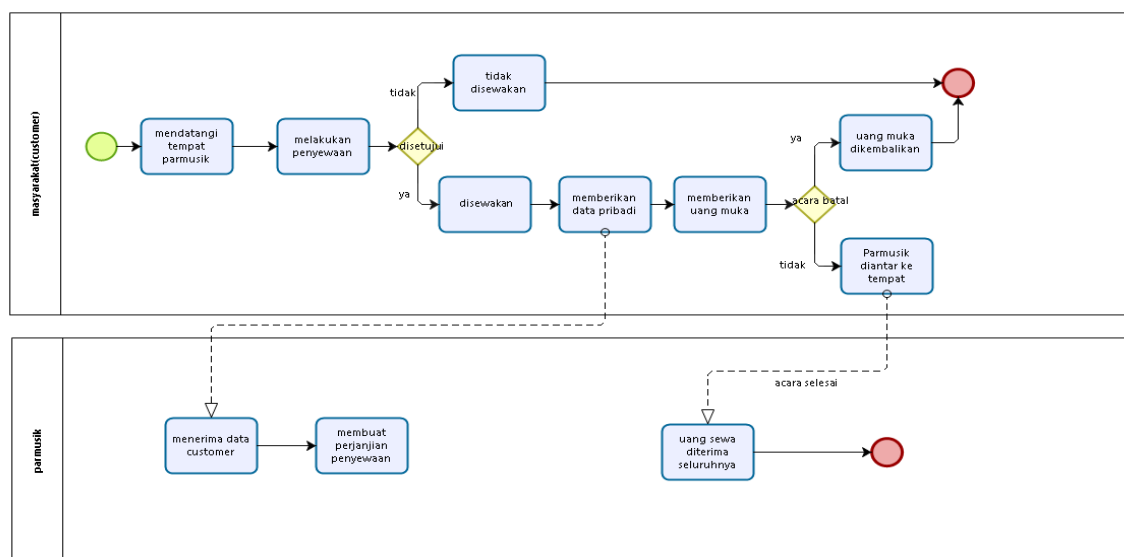 masyarakat(customer)
mendatangi
tempat
parmusik
melakukan
penyewaan
disetujui
tidak
tidak
disewakan
ya
disewakan
memberikan
data pribadi
memberikan
uang muka
acara batal
ya
uang muka
dikembalikan
tidak
Parmusik
diantar ke
tempat
parmusik
menerima data
customer
membuat
perjanjian
penyewaan
acara selesai
uang sewa
diterima
seluruhnya